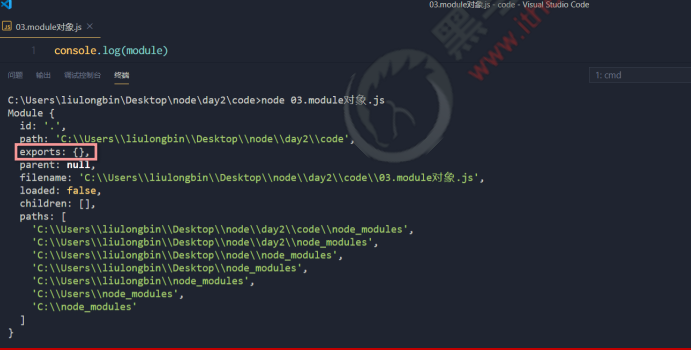 03.module对象.js - code - Visual Studio Code
JS 03.module对象.js ×
1 console.log(module)
问题 输出 调试控制台 终端 1: cmd
C:\Users\liulongbin\Desktop\node\day2\code>node 03.module对象.js
Module {
id: '.',
path: 'C:\\Users\\liulongbin\\Desktop\\node\\day2\\code',
exports: {},
parent: null,
filename: 'C:\\Users\\liulongbin\\Desktop\\node\\day2\\code\\03.module对象.js',
loaded: false,
children: [],
paths: [
'C:\\Users\\liulongbin\\Desktop\\node\\day2\\code\\node_modules',
'C:\\Users\\liulongbin\\Desktop\\node\\day2\\node_modules',
'C:\\Users\\liulongbin\\Desktop\\node\\node_modules',
'C:\\Users\\liulongbin\\Desktop\\node_modules',
'C:\\Users\\liulongbin\\node_modules',
'C:\\Users\\node_modules',
'C:\\node_modules'
]
}